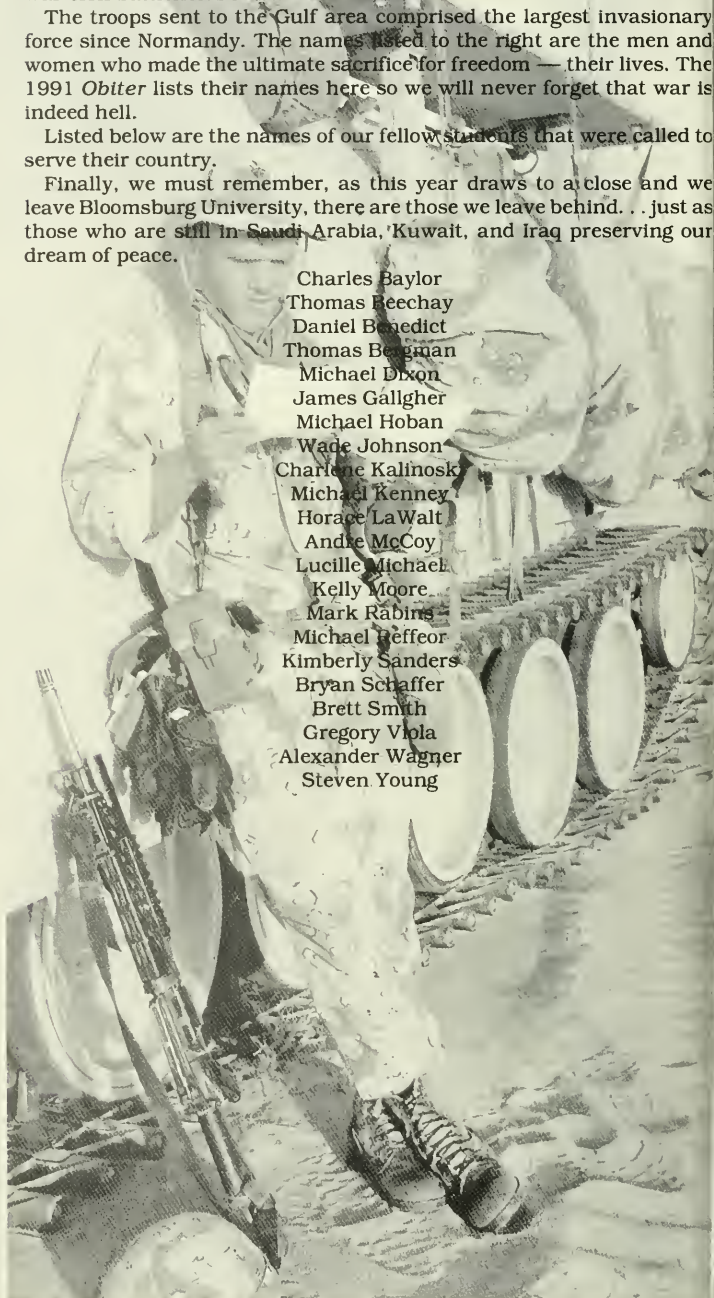 The troops sent to the Gulf area comprised the largest invasionary
force since Normandy. The names listed to the right are the men and
women who made the ultimate sacrifice for freedom — their lives. The
1991 Obiter lists their names here so we will never forget that war is
indeed hell.
Listed below are the names of our fellow students that were called to
serve their country.
Finally, we must remember, as this year draws to a close and we
leave Bloomsburg University, there are those we leave behind. . . just as
those who are still in Saudi Arabia, Kuwait, and Iraq preserving our
dream of peace.
Charles Baylor
Thomas Beechay
Daniel Benedict
Thomas Bergman
Michael Dixon
James Gallgher
Michael Hoban
Wade Johnson
Charlene Kalinoski
Michael Kenney
Horace LaWalt
Andre McCoy
Lucille Michael
Kelly Moore
Mark Rabins
Michael Reffeor
Kimberly Sanders
Bryan Schaffer
Brett Smith
Gregory Viola
Alexander Wagner
Steven Young